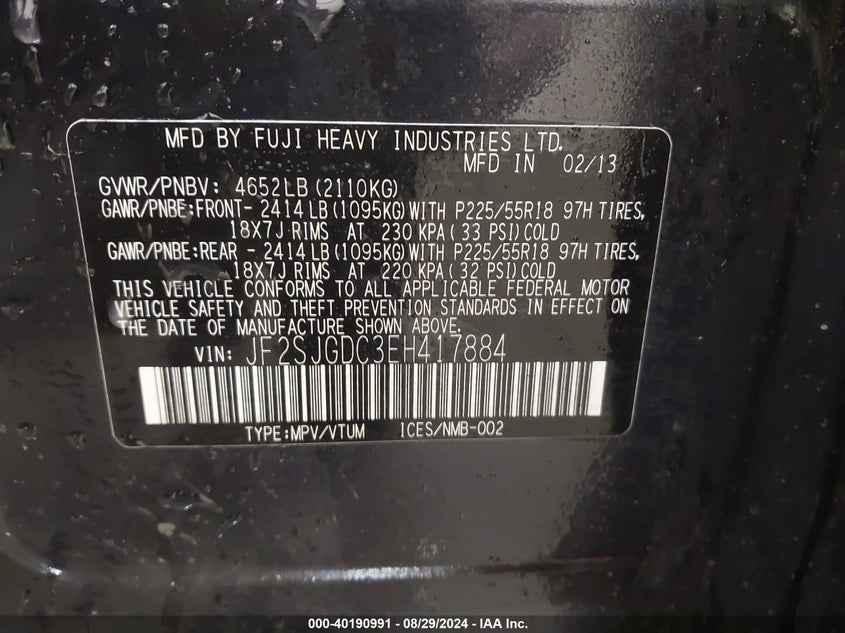 MFD BY FUJI HEAVY INDUSTRIES LTD.
MFD IN 02/13
GVWR/PNBV: 4652LB (2110KG)
GAWR/PNBE:FRONT- 2414 LB (1095KG) WITH P225/55R18 97H TIRES,
18X7J RIMS AT 230 KPA ( 33 PSI) COLD
GAWR/PNBE:REAR - 2414 LB (1095KG) WITH P225/55R18 97H TIRES,
18X7J RIMS AT 220 KPA ( 32 PSI) COLD
THIS VEHICLE CONFORMS TO ALL APPLICABLE FEDERAL MOTOR
VEHICLE SAFETY AND THEFT PREVENTION STANDARDS IN EFFECT ON
THE DATE OF MANUFACTURE SHOWN ABOVE.
VIN: JF2SJGDC3EH417884
TYPE:MPV/VTUM ICES/NMB-002
000-40190991 - 08/29/2024 - IAA Inc.